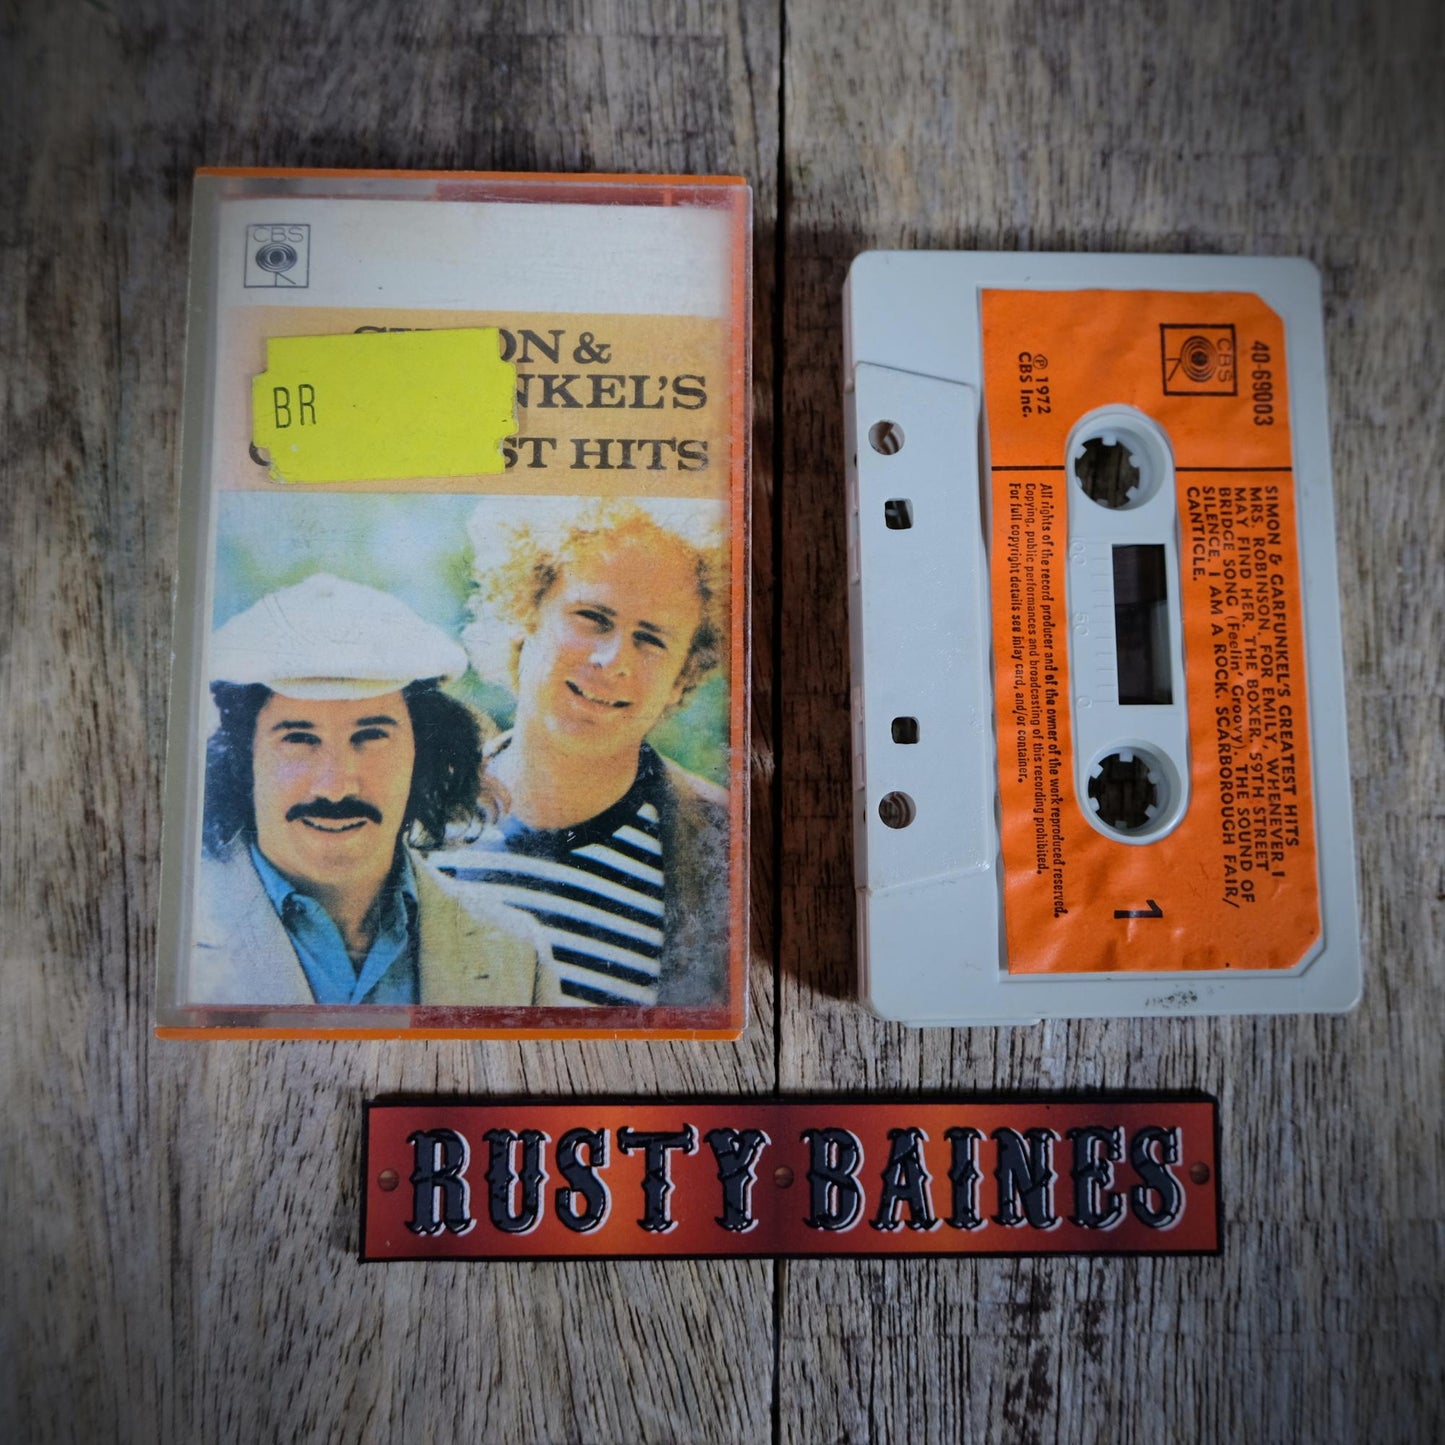 CBS
SIMON &
NKEL'S
ST HITS
BR
CBS
40-69003
℗ 1972
CBS Inc.
SIMON & GARFUNKEL'S GREATEST HITS
MRS. ROBINSON. FOR EMILY, WHENEVER I
MAY FIND HER. THE BOXER. 59TH STREET
BRIDGE SONG (Feelin' Groovy). THE SOUND OF
SILENCE. I AM A ROCK. SCARBOROUGH FAIR/
CANTICLE.
100 50 0
1
All rights of the record producer and of the owner of the work reproduced reserved.
Copying, public performances and broadcasting of this recording prohibited.
For full copyright details see inlay card, and/or container.
RUSTY BAINES